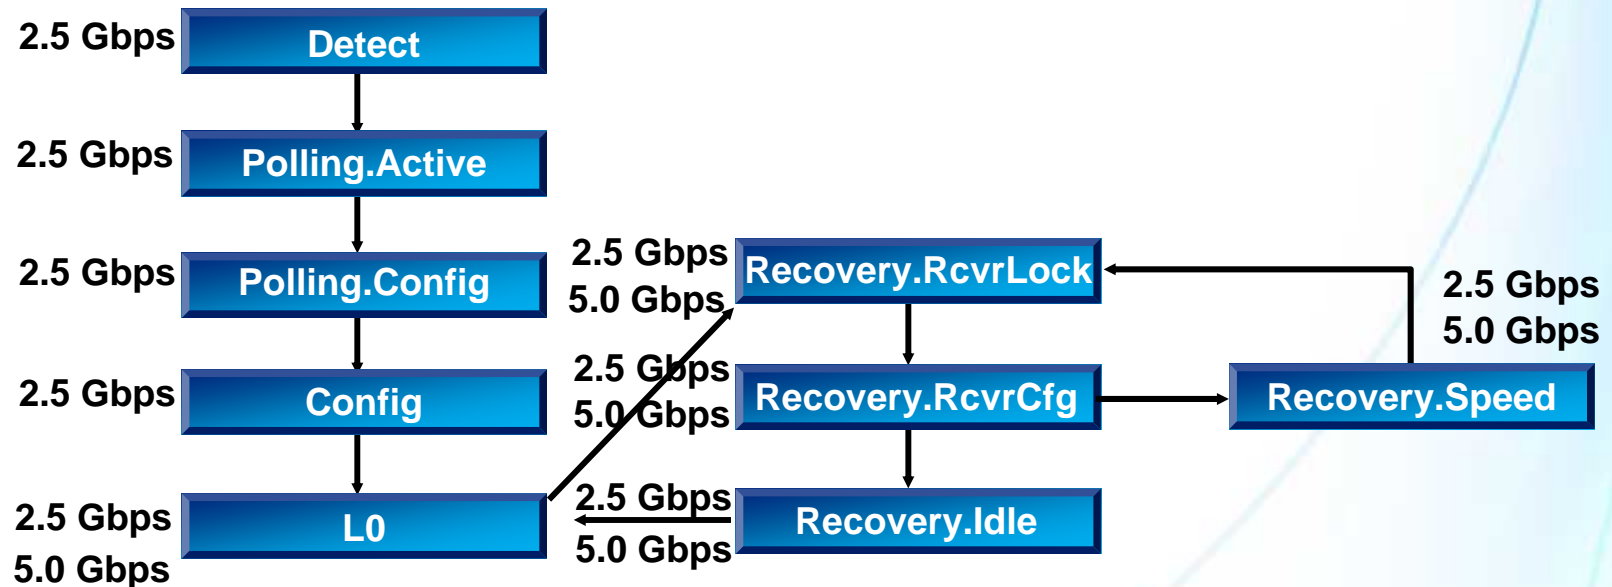 2.5 Gbps
Detect
2.5 Gbps
Polling.Active
2.5 Gbps
Polling.Config
2.5 Gbps
Config
2.5 Gbps
5.0 Gbps
L0
2.5 Gbps
5.0 Gbps
Recovery.RcvrLock
2.5 Gbps
5.0 Gbps
Recovery.RcvrCfg
2.5 Gbps
5.0 Gbps
Recovery.Idle
2.5 Gbps
5.0 Gbps
Recovery.Speed